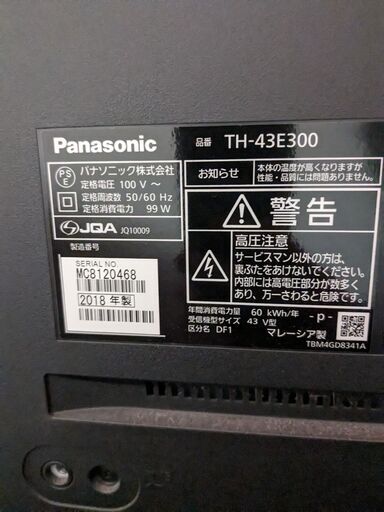 Panasonic
品番 TH-43E300
PS
E
パナソニック株式会社
定格電圧 100 V ～
定格周波数 50/60 Hz
定格消費電力 99 W
JQA JQ10009
製造番号
SERIAL NO.
MC8120468
2018 年製
お知らせ
本体の温度が高くなりますが
性能・品質には問題ありません。
警告
高圧注意
サービスマン以外の方は、
裏ぶたをあけないでください。
内部には高電圧部分が数多く
あり、万一さわると危険です。
年間消費電力量 60 kWh/年
受信機型サイズ 43 V型
区分名 DF1
-P-
マレーシア製
TBM4GD8341A